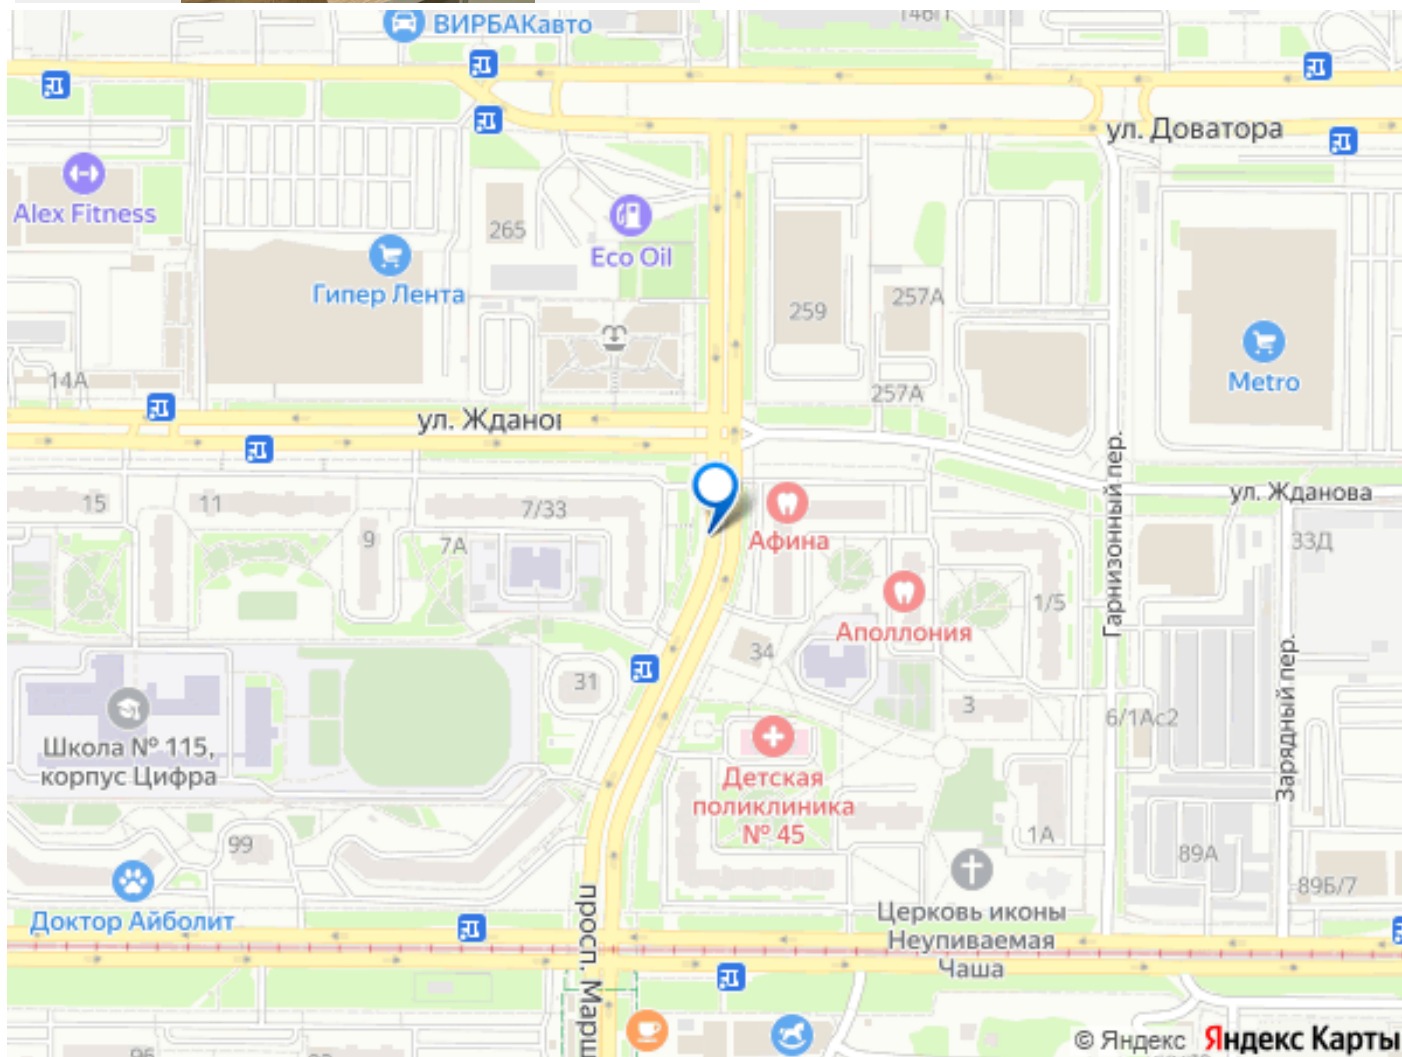 ВИРБАКавто
146П
ул. Доватора
Alex Fitness
265
Eco Oil
Гипер Лента
259
257А
Metro
14А
257А
ул. Ждано
Гарнизонный пер.
ул. Жданова
15
11
7/33
9
7А
Афина
33Д
Аполлония
1/5
34
31
3
6/1Ас2
Зарядный пер.
Школа № 115,
корпус Цифра
Детская
поликлиника
№ 45
99
1А
89А
89Б/7
Доктор Айболит
просп. Марш
Церковь иконы
Неупиваемая
Чаша
© Яндекс Яндекс Карты